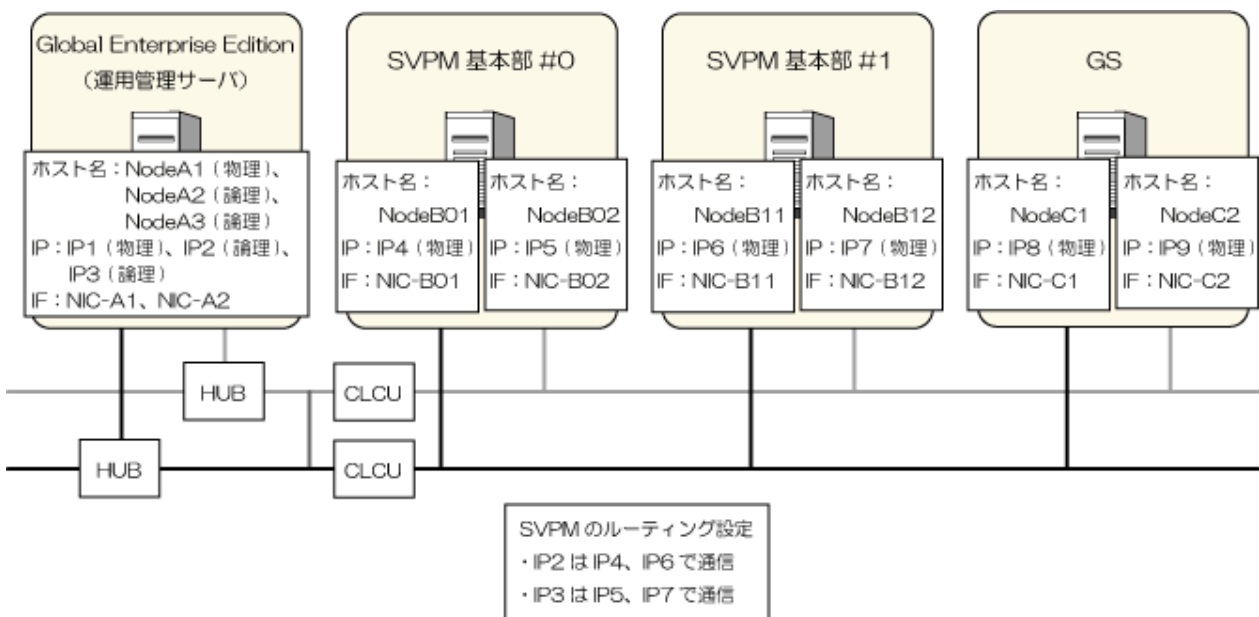 Global Enterprise Edition
（運用管理サーバ）
ホスト名：NodeA1（物理）、
NodeA2（論理）、
NodeA3（論理）
IP：IP1（物理）、IP2（論理）、
IP3（論理）
IF：NIC-A1、NIC-A2
SVPM 基本部 #0
ホスト名：
NodeB01
IP：IP4（物理）
IF：NIC-B01
ホスト名：
NodeB02
IP：IP5（物理）
IF：NIC-B02
SVPM 基本部 #1
ホスト名：
NodeB11
IP：IP6（物理）
IF：NIC-B11
ホスト名：
NodeB12
IP：IP7（物理）
IF：NIC-B12
GS
ホスト名：
NodeC1
IP：IP8（物理）
IF：NIC-C1
ホスト名：
NodeC2
IP：IP9（物理）
IF：NIC-C2
HUB
CLCU
HUB
CLCU
SVPM のルーティング設定
・IP2 は IP4、IP6 で通信
・IP3 は IP5、IP7 で通信